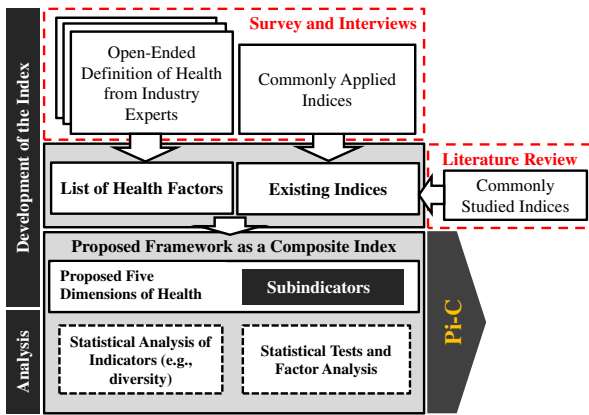 Survey and Interviews
Open-Ended
Definition of Health
from Industry
Experts
Commonly Applied
Indices
Development of the Index
List of Health Factors
Existing Indices
Literature Review
Commonly
Studied Indices
Proposed Framework as a Composite Index
Proposed Five
Dimensions of Health
Subindicators
Pi-C
Analysis
Statistical Analysis of
Indicators (e.g.,
diversity)
Statistical Tests and
Factor Analysis